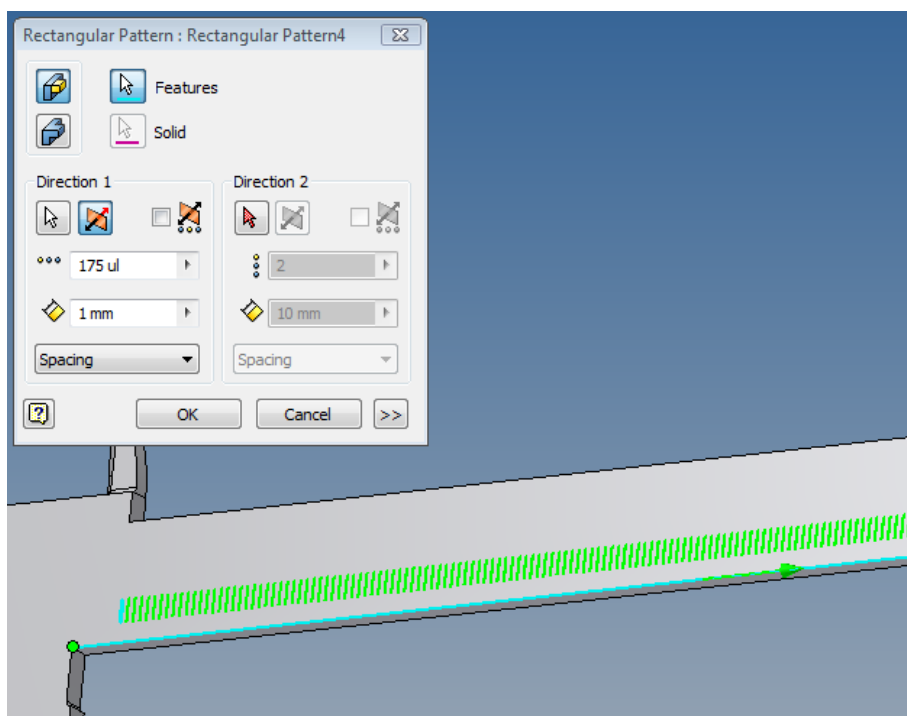 Rectangular Pattern : Rectangular Pattern4
Features
Solid
Direction 1
Direction 2
175 ul
2
1 mm
10 mm
Spacing
Spacing
?
OK
Cancel
>>